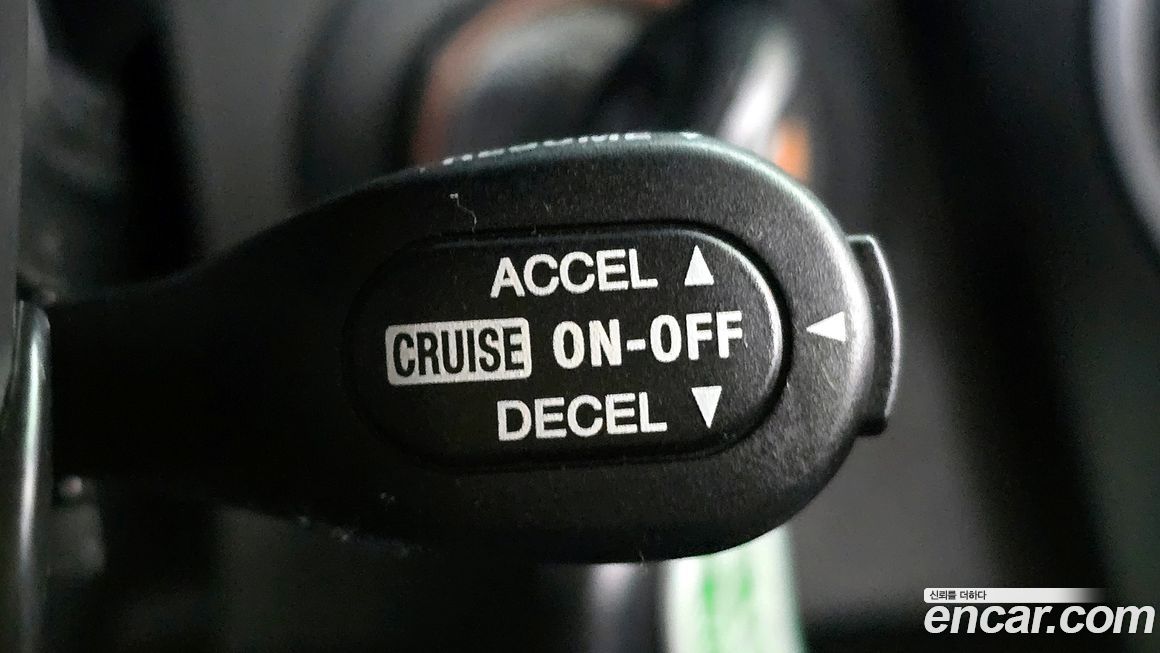 ACCEL ▲
CRUISE ON-OFF ◀
DECEL ▼
신뢰를 더하다
encar.com